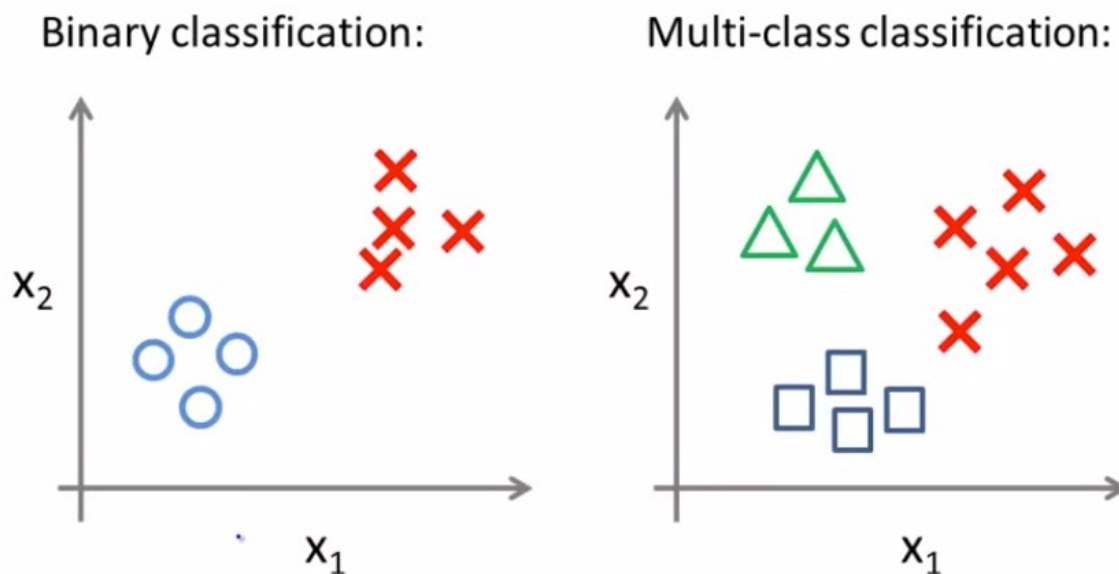 Binary classification:
x₂
x₁
Multi-class classification:
x₂
x₁